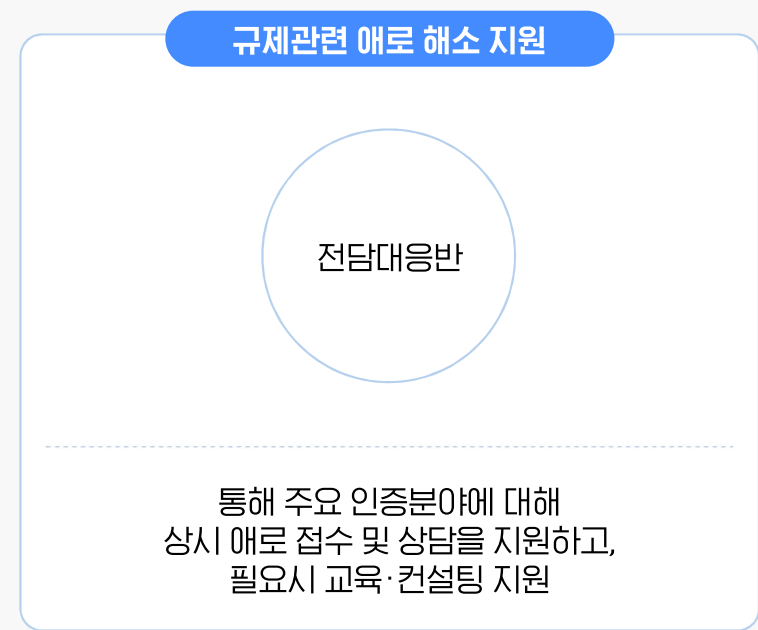 규제관련 애로 해소 지원
전담대응반
통해 주요 인증분야에 대해
상시 애로 접수 및 상담을 지원하고,
필요시 교육·컨설팅 지원